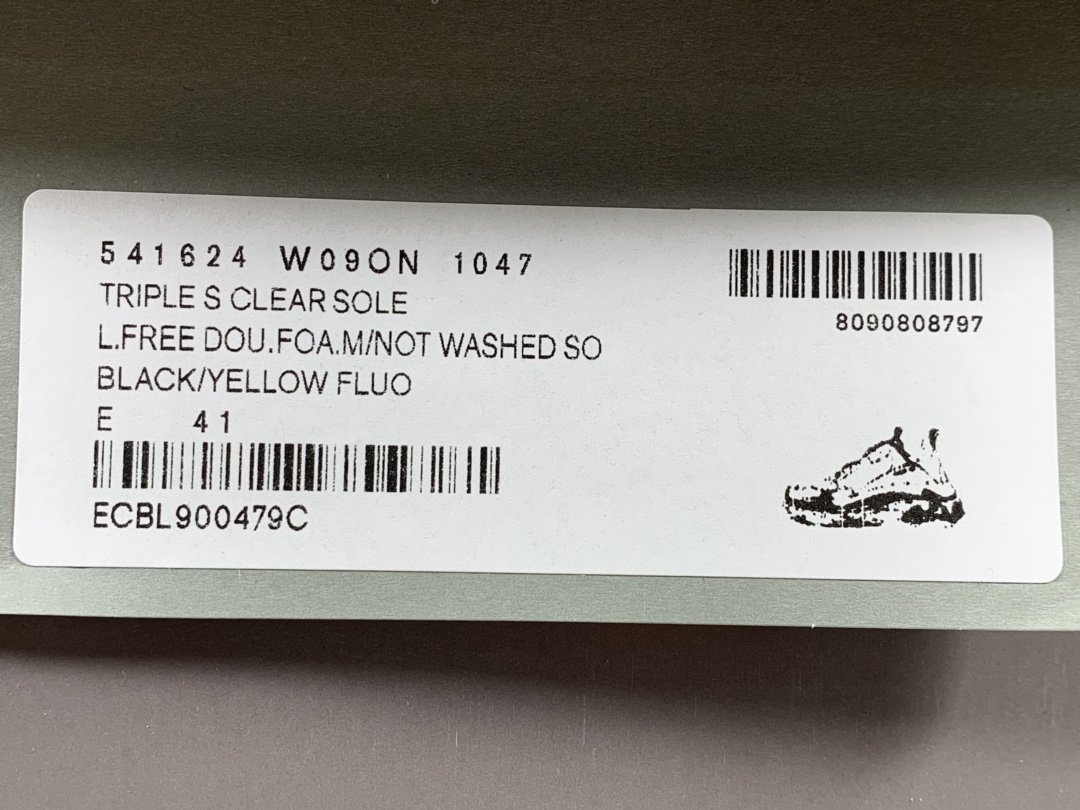 541624 W09ON 1047
TRIPLE S CLEAR SOLE
L.FREE DOU.FOA.M/NOT WASHED SO
BLACK/YELLOW FLUO
E 41
ECBL900479C
8090808797